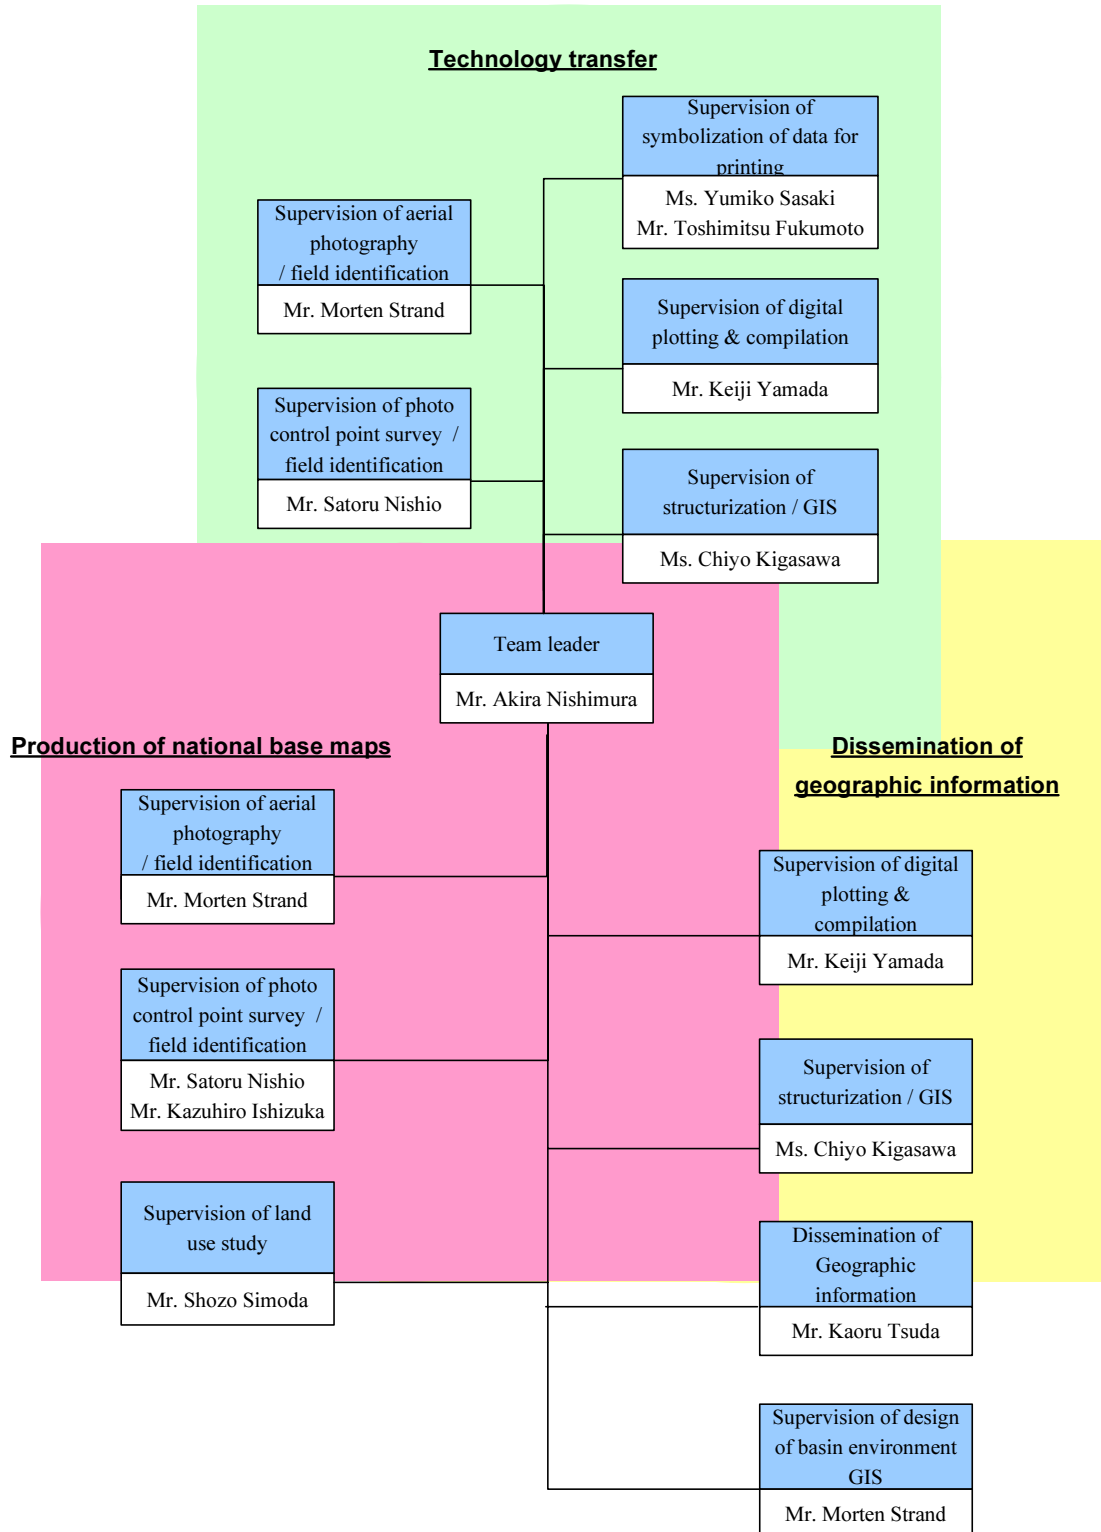 Technology transfer
Supervision of
symbolization of data for
printing
Ms. Yumiko Sasaki
Mr. Toshimitsu Fukumoto
Supervision of aerial
photography
/ field identification
Mr. Morten Strand
Supervision of digital
plotting & compilation
Mr. Keiji Yamada
Supervision of photo
control point survey /
field identification
Mr. Satoru Nishio
Supervision of
structurization / GIS
Ms. Chiyo Kigasawa
Team leader
Mr. Akira Nishimura
Production of national base maps
Dissemination of
geographic information
Supervision of aerial
photography
/ field identification
Mr. Morten Strand
Supervision of digital
plotting &
compilation
Mr. Keiji Yamada
Supervision of photo
control point survey /
field identification
Mr. Satoru Nishio
Mr. Kazuhiro Ishizuka
Supervision of
structurization / GIS
Ms. Chiyo Kigasawa
Supervision of land
use study
Mr. Shozo Simoda
Dissemination of
Geographic
information
Mr. Kaoru Tsuda
Supervision of design
of basin environment
GIS
Mr. Morten Strand